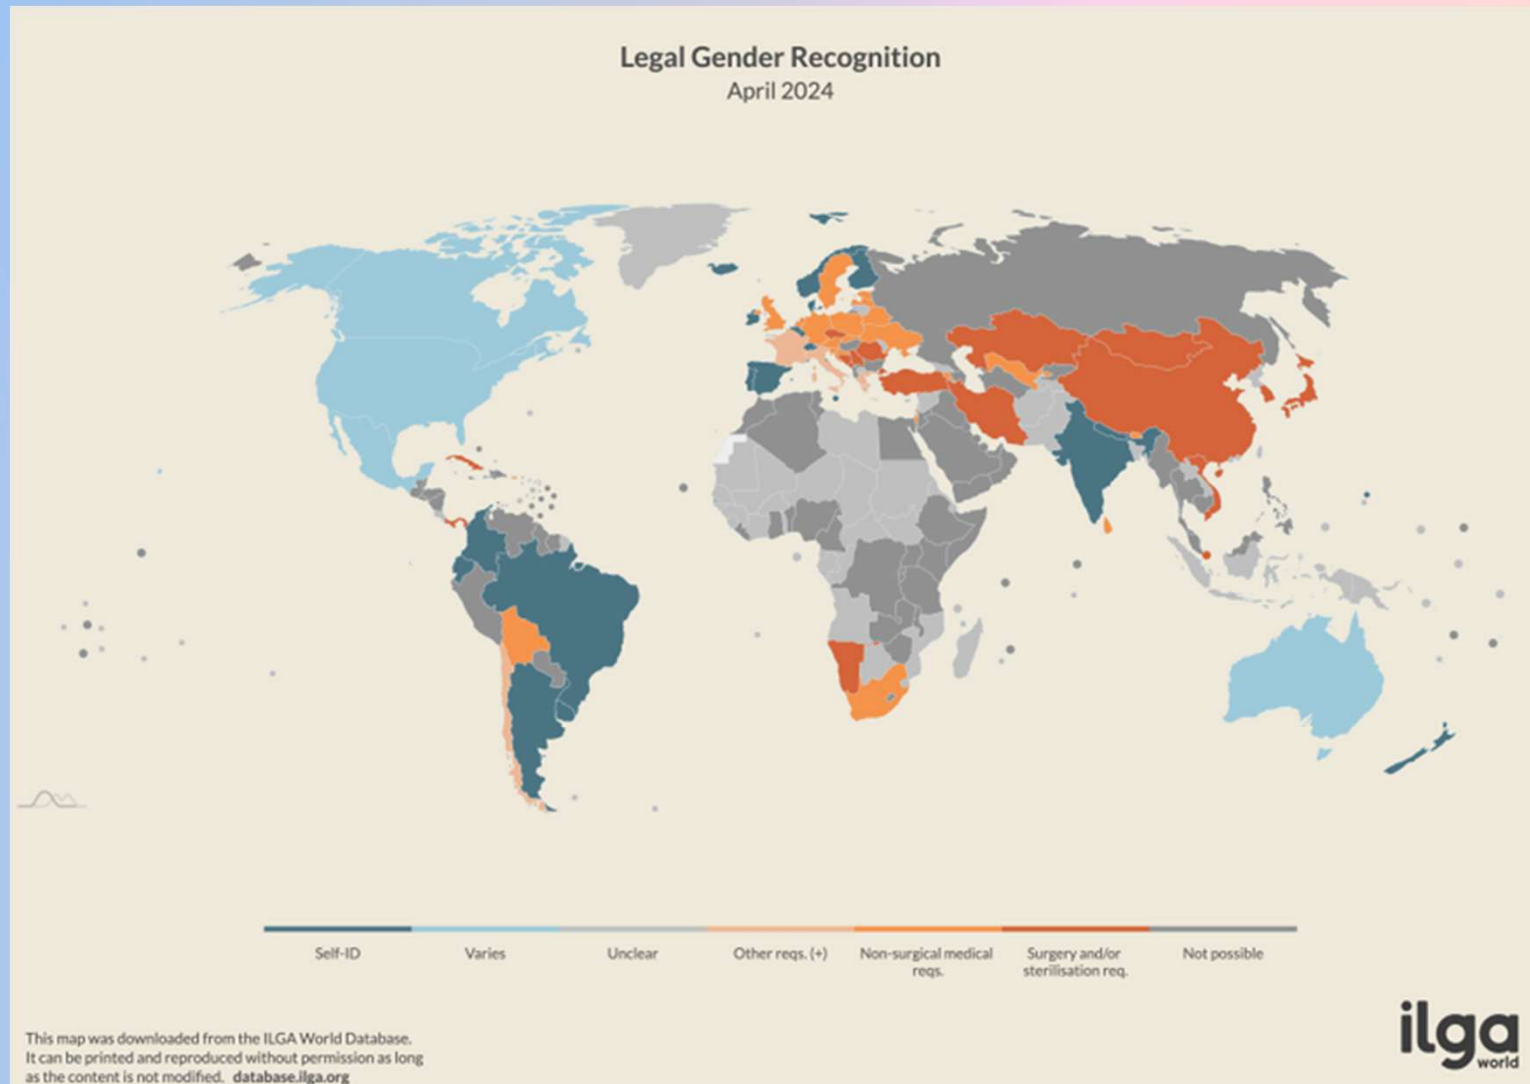 Legal Gender Recognition
April 2024
Self-ID
Varies
Unclear
Other reqs. (+)
Non-surgical medical
reqs.
Surgery and/or
sterilisation req.
Not possible
This map was downloaded from the ILGA World Database.
It can be printed and reproduced without permission as long
as the content is not modified. database.ilga.org
ilga
world